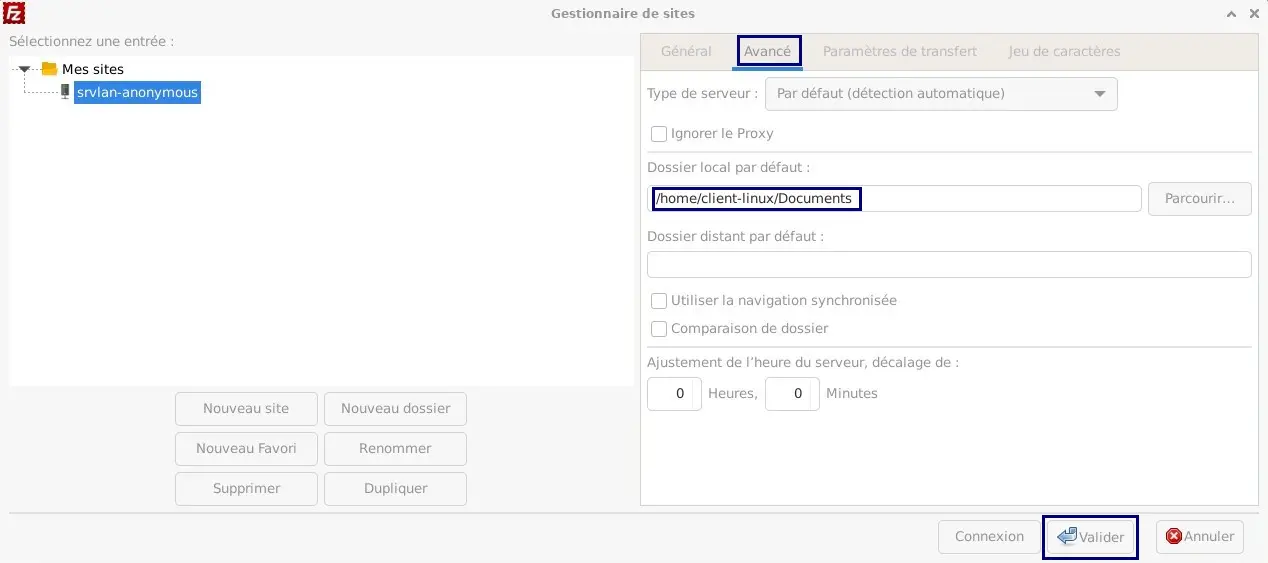 Gestionnaire de sites
Sélectionnez une entrée :
Mes sites
srvlan-anonymous
Nouveau site
Nouveau dossier
Nouveau Favori
Renommer
Supprimer
Dupliquer
Général
Avancé
Paramètres de transfert
Jeu de caractères
Type de serveur :
Par défaut (détection automatique)
Ignorer le Proxy
Dossier local par défaut :
/home/client-linux/Documents
Parcourir...
Dossier distant par défaut :
Utiliser la navigation synchronisée
Comparaison de dossier
Ajustement de l’heure du serveur, décalage de :
0 Heures, 0 Minutes
Connexion
Valider
Annuler